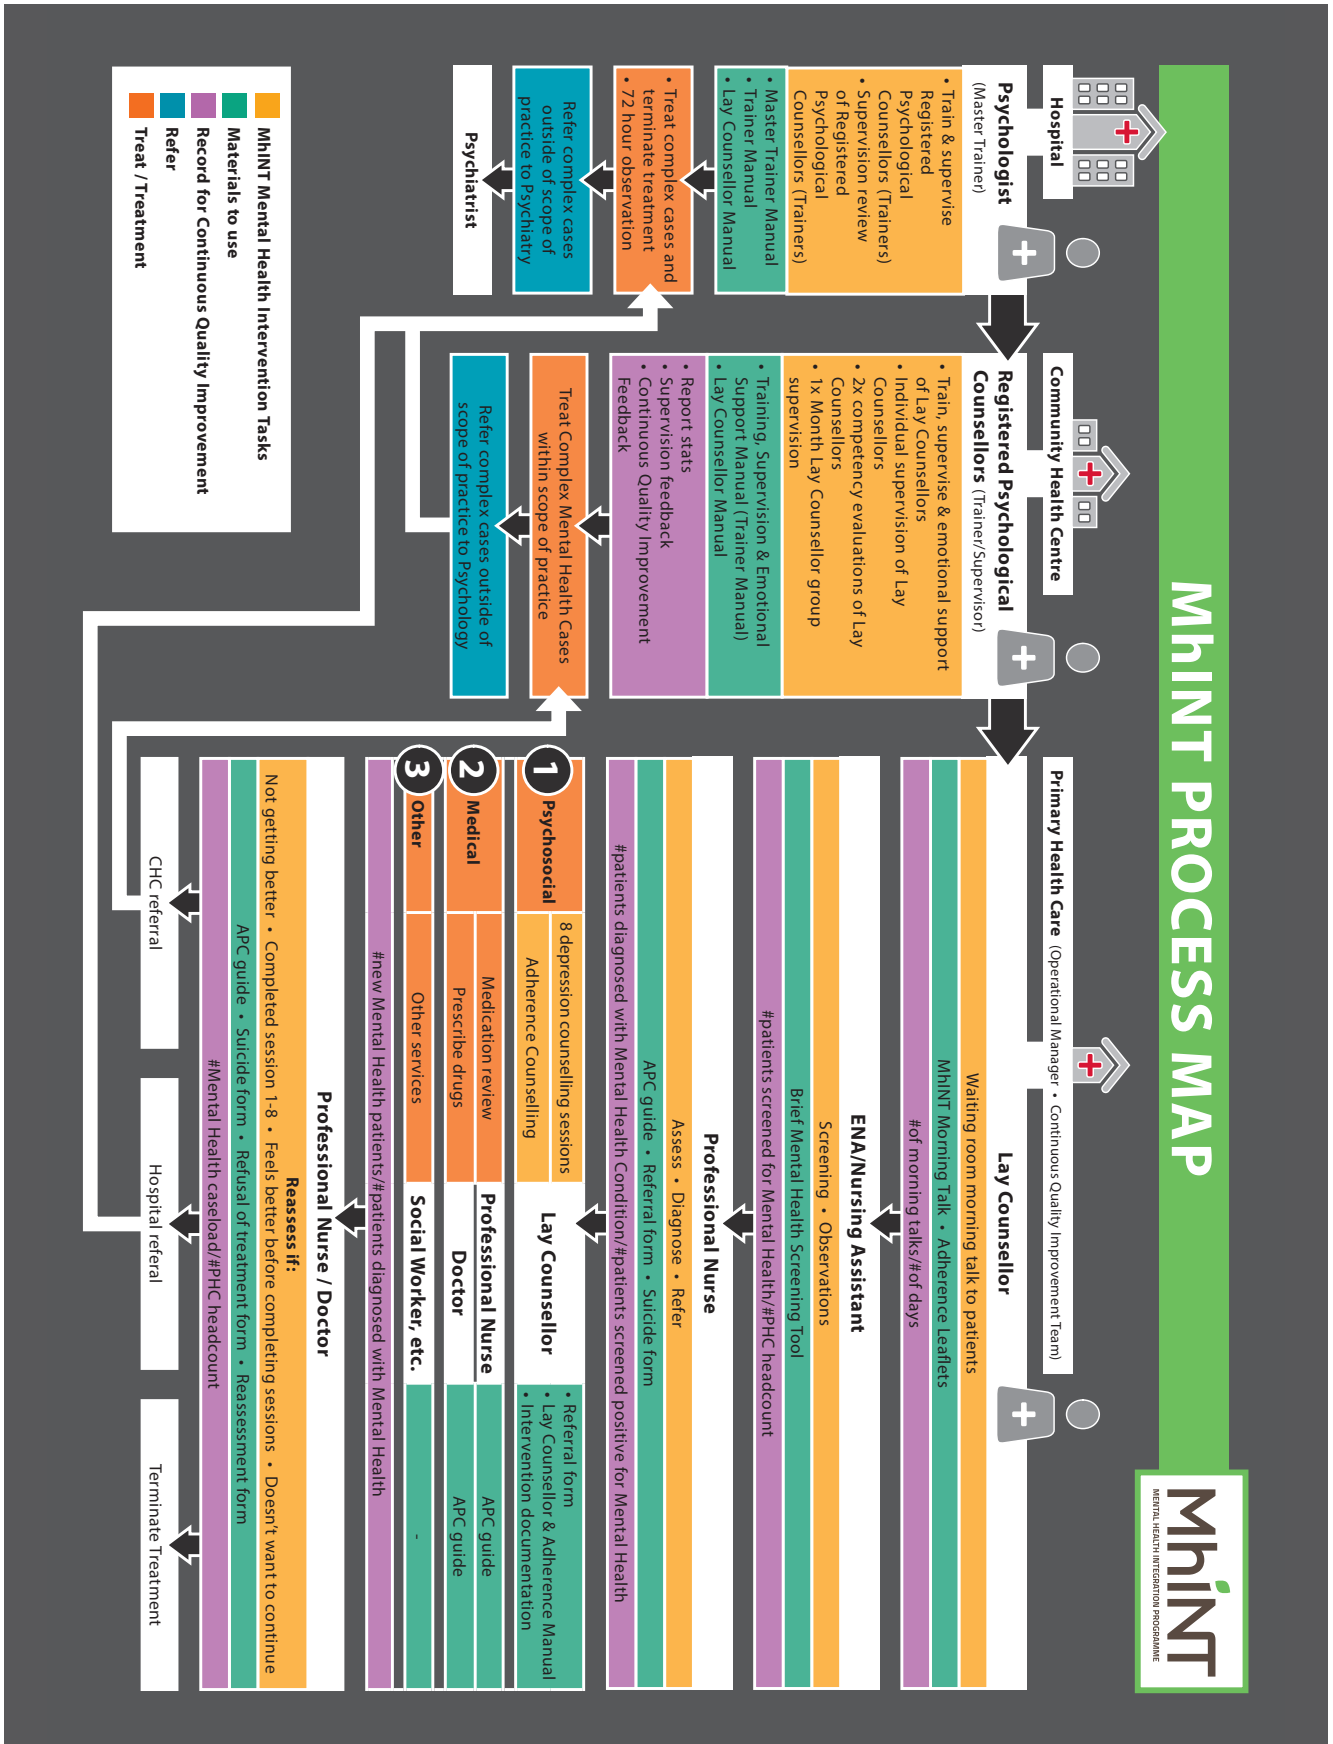 MhINT PROCESS MAP
MhINT
MENTAL HEALTH INTEGRATION PROGRAMME
Hospital
Psychologist
(Master Trainer)
• Train & supervise
Registered
Psychological
Counsellors (Trainers)
• Supervision review
of Registered
Psychological
Counsellors (Trainers)
• Master Trainer Manual
• Trainer Manual
• Lay Counsellor Manual
• Treat complex cases and
terminate treatment
• 72 hour observation
Refer complex cases
outside of scope of
practice to Psychiatry
Psychiatrist
Community Health Centre
Registered Psychological
Counsellors (Trainer/Supervisor)
• Train, supervise & emotional support
of Lay Counsellors
• Individual supervision of Lay
Counsellors
• 2x competency evaluations of Lay
Counsellors
• 1x Month Lay Counsellor group
supervision
• Training, Supervision & Emotional
Support Manual (Trainer Manual)
• Lay Counsellor Manual
• Report stats
• Supervision feedback
• Continuous Quality Improvement
Feedback
Treat Complex Mental Health Cases
within scope of practice
Refer complex cases outside of
scope of practice to Psychology
Primary Health Care (Operational Manager • Continuous Quality Improvement Team)
Lay Counsellor
Waiting room morning talk to patients
MhINT Morning Talk • Adherence Leaflets
#of morning talks/#of days
ENA/Nursing Assistant
Screening • Observations
Brief Mental Health Screening Tool
#patients screened for Mental Health/#PHC headcount
Professional Nurse
Assess • Diagnose • Refer
APC guide • Referral form • Suicide form
#patients diagnosed with Mental Health Condition/#patients screened positive for Mental Health
1
Psychosocial
8 depression counselling sessions
Adherence Counselling
Lay Counsellor
• Referral form
• Lay Counsellor & Adherence Manual
• Intervention documentation
2
Medical
Medication review
Professional Nurse
APC guide
Prescribe drugs
Doctor
APC guide
3
Other
Other services
Social Worker, etc.
-
#new Mental Health patients/#patients diagnosed with Mental Health
Professional Nurse / Doctor
Reassess if:
Not getting better • Completed session 1-8 • Feels better before completing sessions • Doesn't want to continue
APC guide • Suicide form • Refusal of treatment form • Reassessment form
#Mental Health caseload/#PHC headcount
CHC referral
Hospital referal
Terminate Treatment
MhINT Mental Health Intervention Tasks
Materials to use
Record for Continuous Quality Improvement
Refer
Treat / Treatment